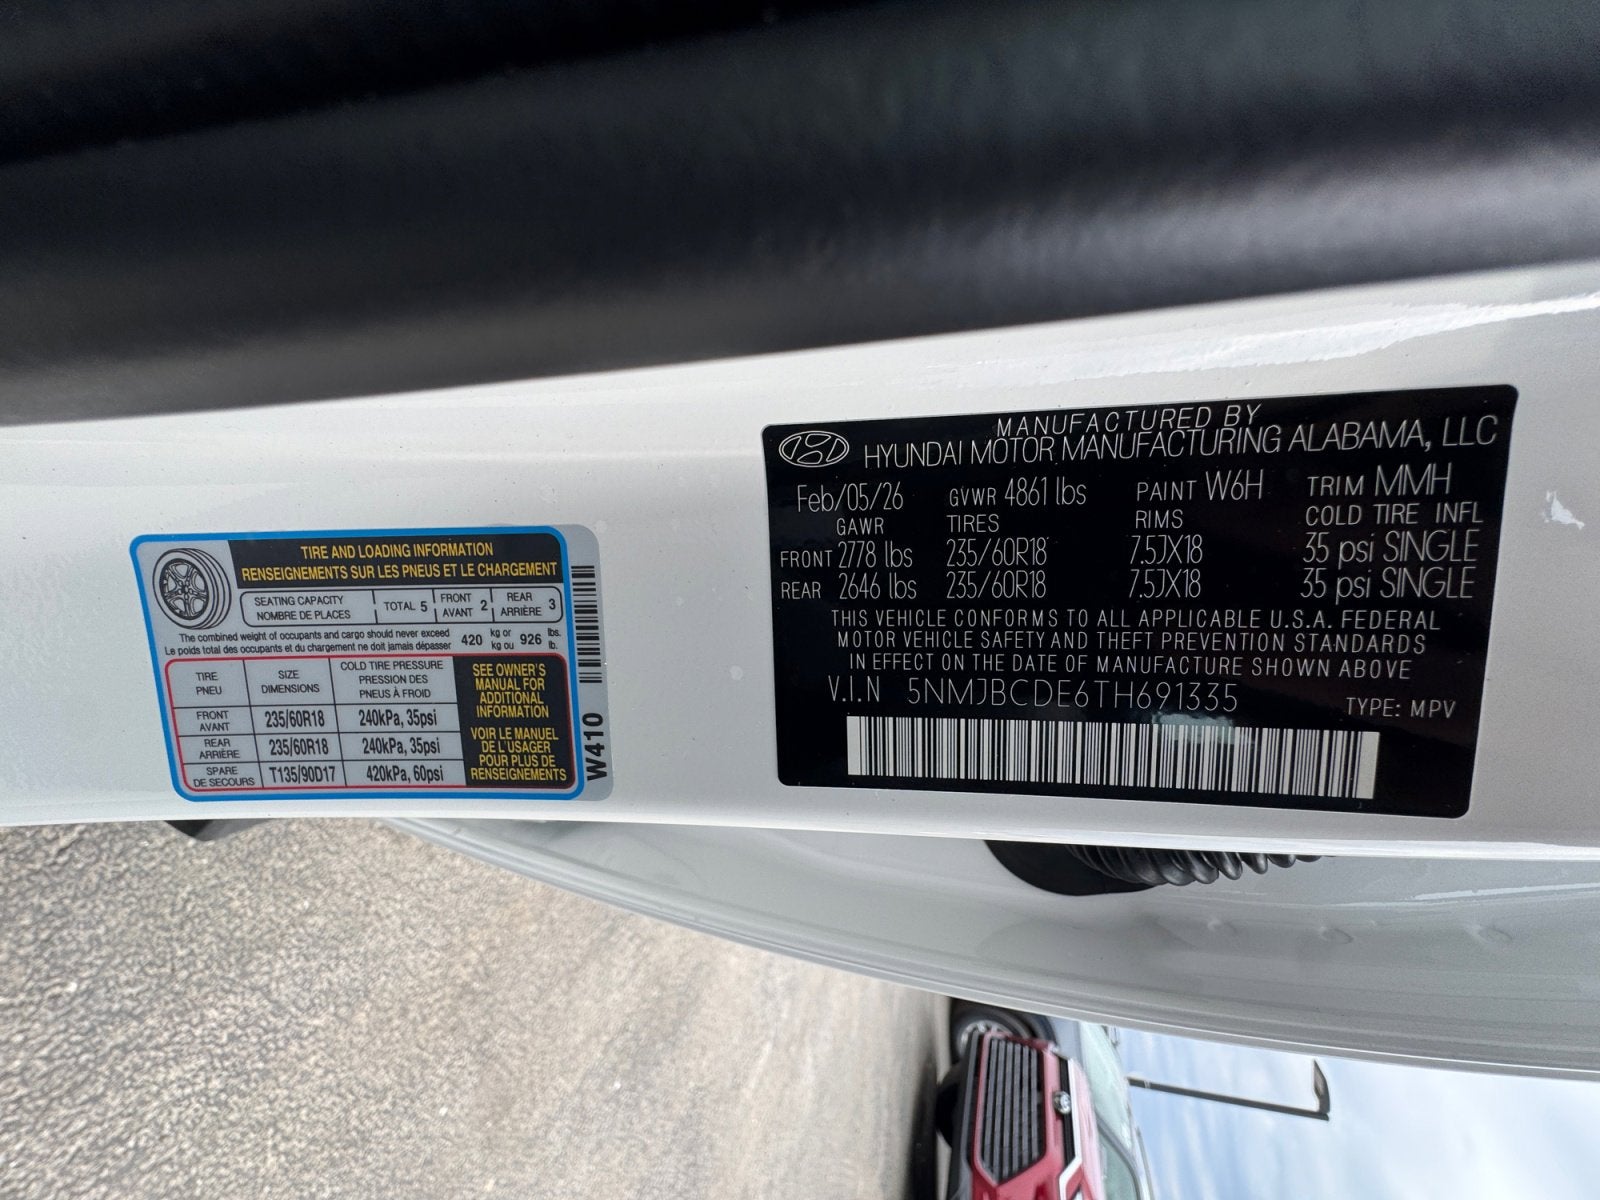 TIRE AND LOADING INFORMATION
RENSEIGNEMENTS SUR LES PNEUS ET LE CHARGEMENT
SEATING CAPACITY
NOMBRE DE PLACES
TOTAL 5
FRONT
AVANT 2
REAR
ARRIÈRE 3
The combined weight of occupants and cargo should never exceed 420 kg or 926 lbs.
Le poids total des occupants et du chargement ne doit jamais dépasser kg ou lb.
TIRE
PNEU
SIZE
DIMENSIONS
COLD TIRE PRESSURE
PRESSION DES
PNEUS À FROID
FRONT
AVANT
235/60R18
240kPa, 35psi
REAR
ARRIÈRE
235/60R18
240kPa, 35psi
SPARE
DE SECOURS
T135/90D17
420kPa, 60psi
SEE OWNER'S
MANUAL FOR
ADDITIONAL
INFORMATION
VOIR LE MANUEL
DE L'USAGER
POUR PLUS DE
RENSEIGNEMENTS
W410
MANUFACTURED BY
HYUNDAI MOTOR MANUFACTURING ALABAMA, LLC
Feb/05/26 GVWR 4861 lbs PAINT W6H TRIM MMH
GAWR TIRES RIMS COLD TIRE INFL
FRONT 2778 lbs 235/60R18 7.5JX18 35 psi SINGLE
REAR 2646 lbs 235/60R18 7.5JX18 35 psi SINGLE
THIS VEHICLE CONFORMS TO ALL APPLICABLE U.S.A. FEDERAL
MOTOR VEHICLE SAFETY AND THEFT PREVENTION STANDARDS
IN EFFECT ON THE DATE OF MANUFACTURE SHOWN ABOVE
V.I.N 5NMJBCDE6TH691335 TYPE: MPV